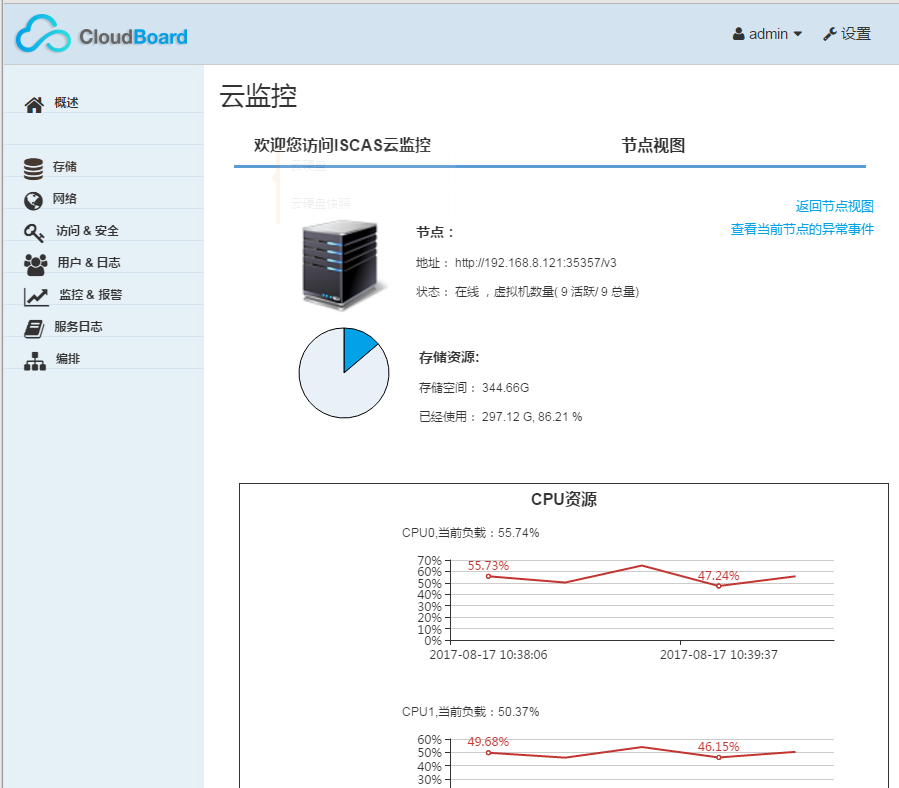 CloudBoard
admin
设置
概述
存储
网络
访问 & 安全
用户 & 日志
监控 & 报警
服务日志
编排
云监控
欢迎您访问ISCAS云监控
节点视图
云硬盘
云硬盘快照
返回节点视图
查看当前节点的异常事件
节点：
地址： http://192.168.8.121:35357/v3
状态： 在线 ，虚拟机数量( 9 活跃/ 9 总量)
存储资源:
存储空间： 344.66G
已经使用： 297.12 G, 86.21 %
CPU资源
CPU0,当前负载：55.74%
70%
60%
50%
40%
30%
20%
10%
0%
55.73%
47.24%
2017-08-17 10:38:06
2017-08-17 10:39:37
CPU1,当前负载：50.37%
60%
50%
40%
30%
49.68%
46.15%